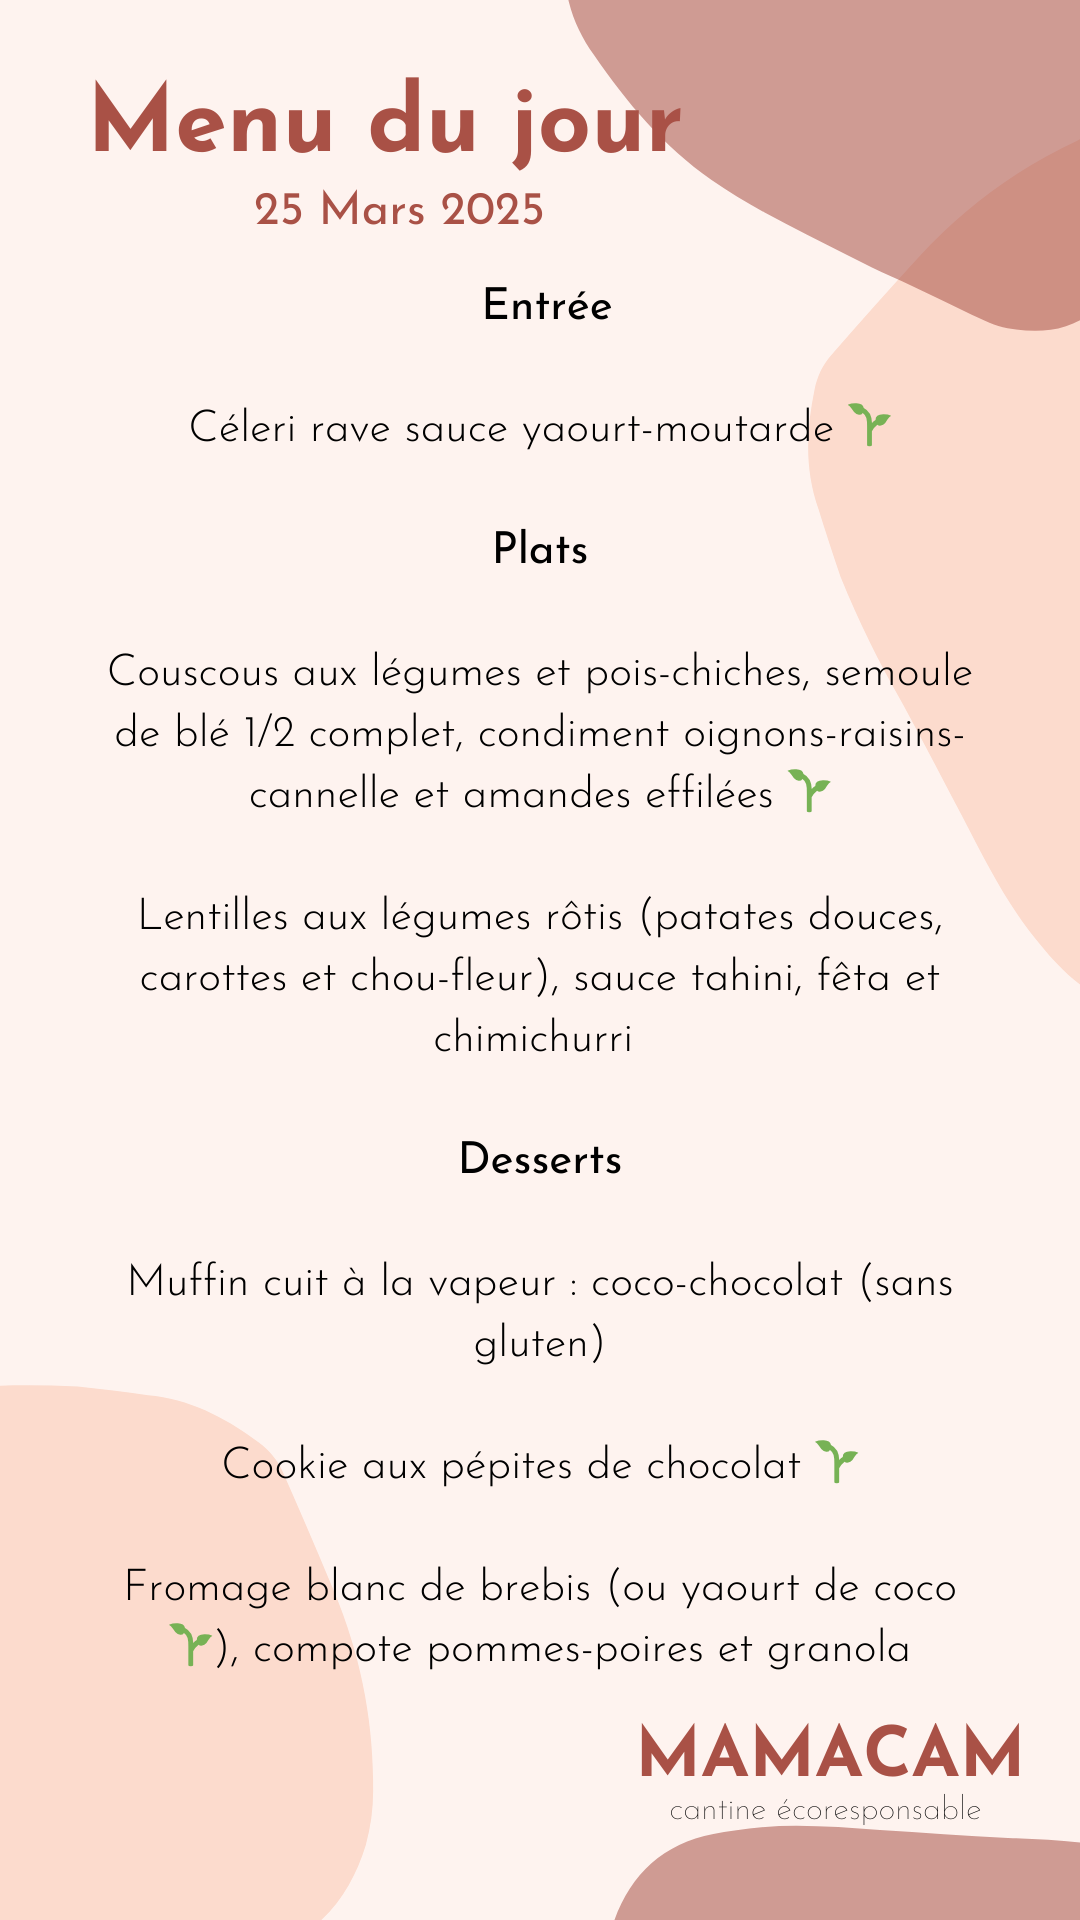 Menu du jour
25 Mars 2025
Entrée
Céleri rave sauce yaourt-moutarde 🌱
Plats
Couscous aux légumes et pois-chiches, semoule
de blé 1/2 complet, condiment oignons-raisins-
cannelle et amandes effilées 🌱
Lentilles aux légumes rôtis (patates douces,
carottes et chou-fleur), sauce tahini, fêta et
chimichurri
Desserts
Muffin cuit à la vapeur : coco-chocolat (sans
gluten)
Cookie aux pépites de chocolat 🌱
Fromage blanc de brebis (ou yaourt de coco
🌱), compote pommes-poires et granola
MAMACAM
cantine écoresponsable